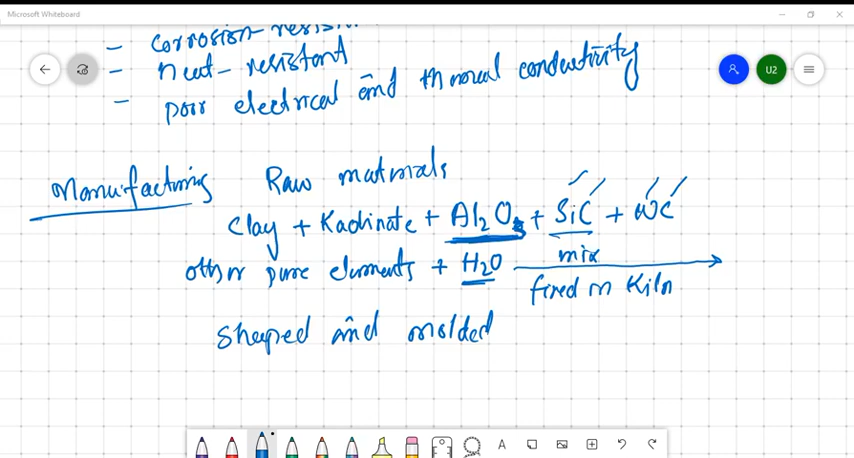 Microsoft Whiteboard
- corrosion-resis
- heat-resistant
- poor electrical and thermal conductivity
U2
Manufacturing Raw materials
Clay + Kaolinate + Al2O3 + SiC + WC
other pure elements + H2O mix
fired in Kiln
shaped and molded
A